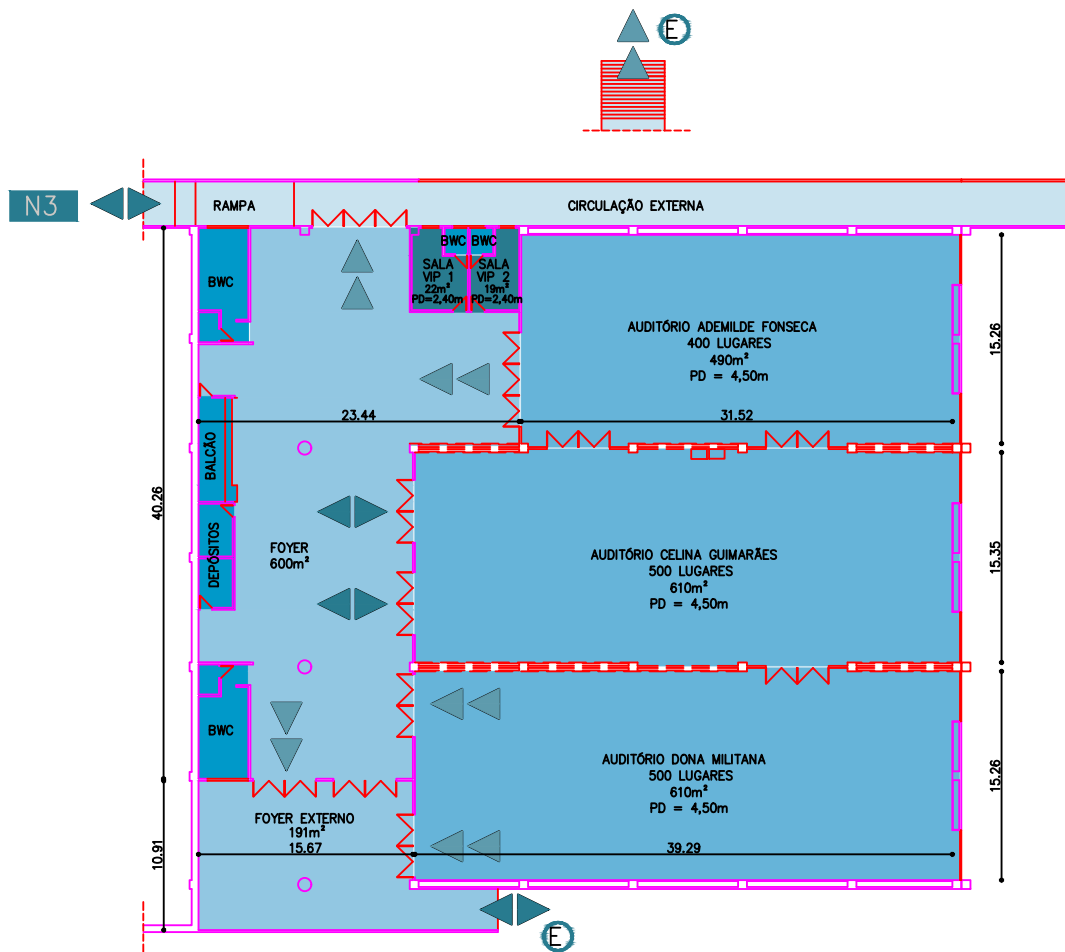 E
N3
RAMPA
CIRCULAÇÃO EXTERNA
BWC
BWC
BWC
SALA
VIP 1
22m²
PD=2,40m
SALA
VIP 2
19m²
PD=2,40m
AUDITÓRIO ADEMILDE FONSECA
400 LUGARES
490m²
PD = 4,50m
15.26
23.44
31.52
BALCÃO
40.26
DEPÓSITOS
FOYER
600m²
AUDITÓRIO CELINA GUIMARÃES
500 LUGARES
610m²
PD = 4,50m
15.35
BWC
AUDITÓRIO DONA MILITANA
500 LUGARES
610m²
PD = 4,50m
15.26
FOYER EXTERNO
191m²
15.67
39.29
10.91
E